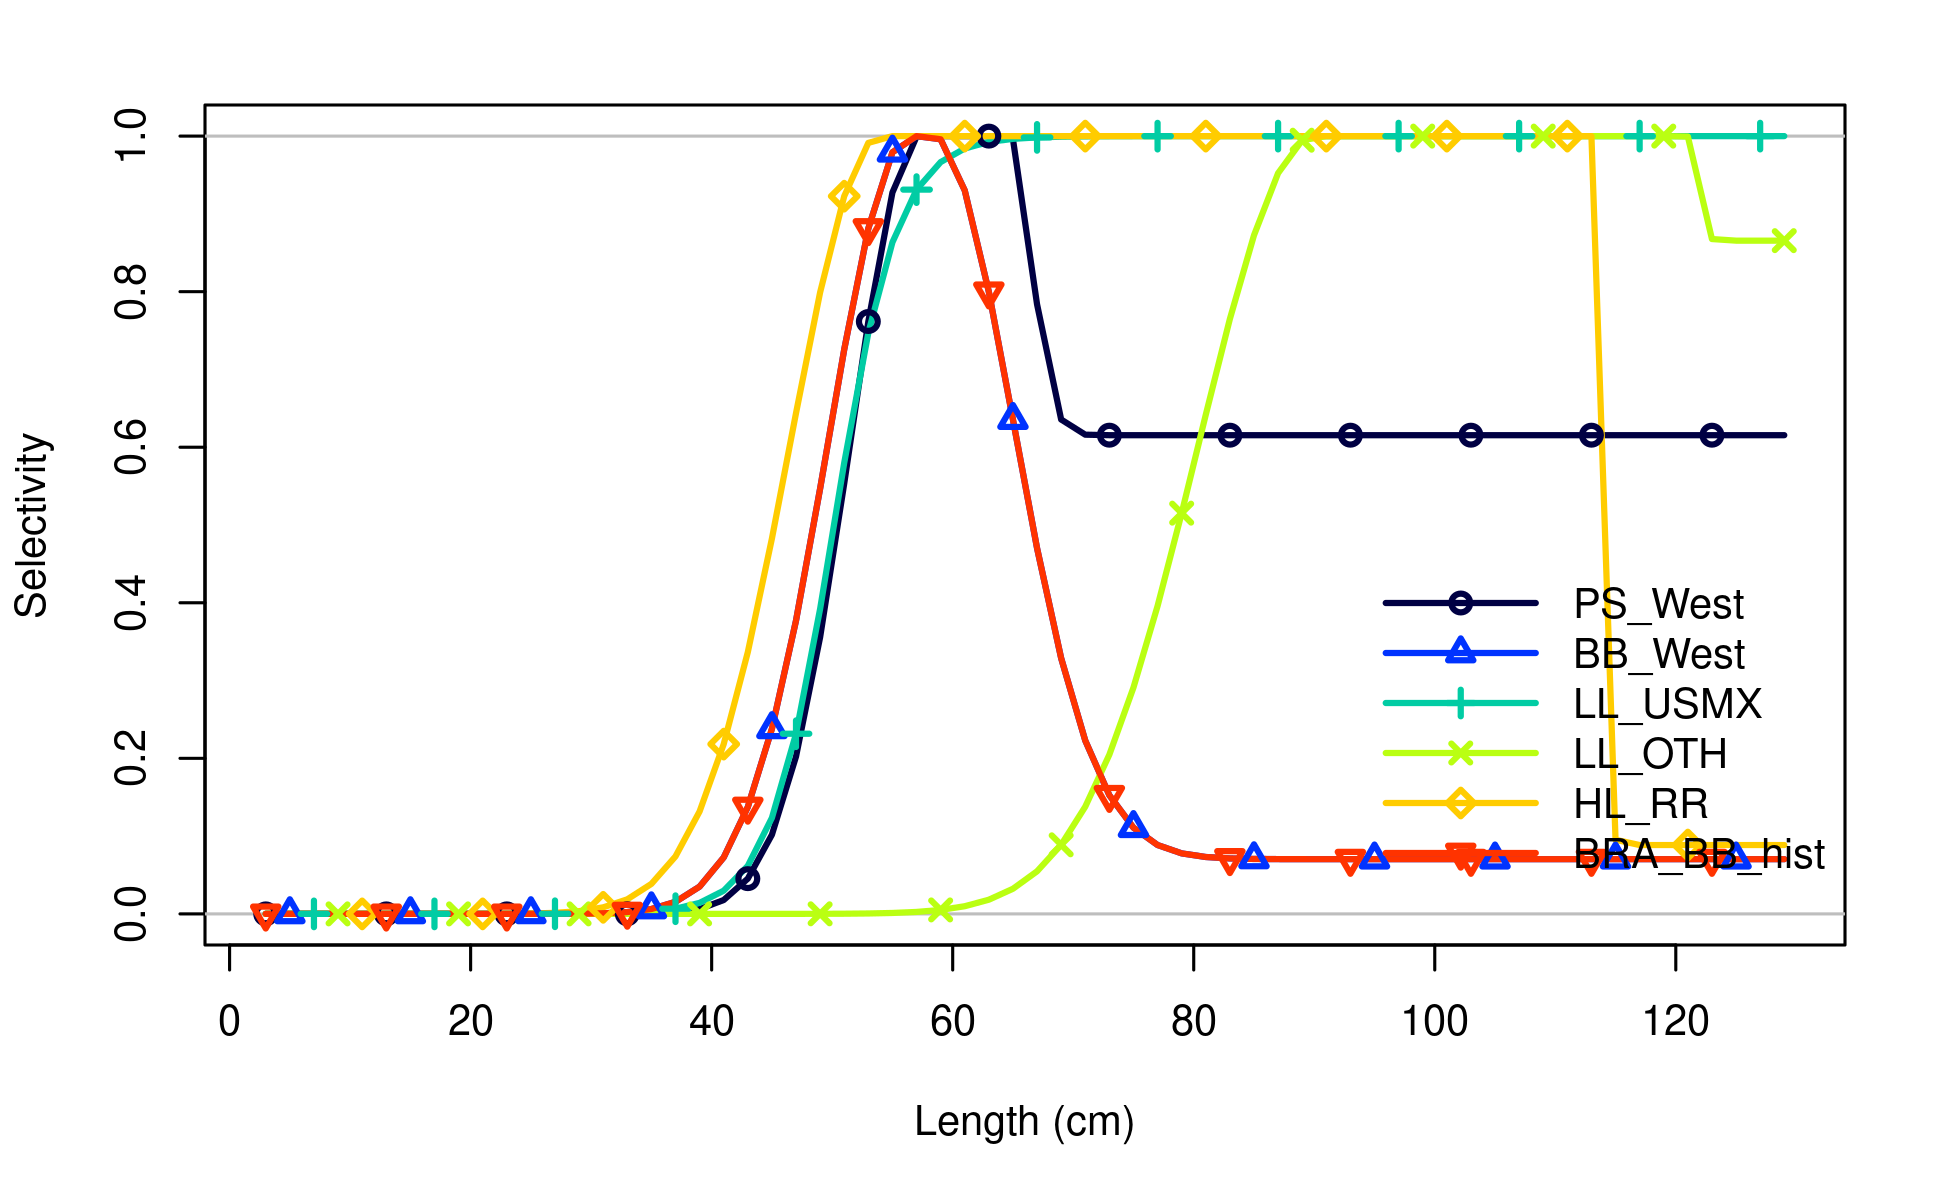 1.0
0.8
0.6
0.4
0.2
0.0
Selectivity
PS_West
BB_West
LL_USMX
LL_OTH
HL_RR
BRA_BB_hist
0 20 40 60 80 100 120
Length (cm)